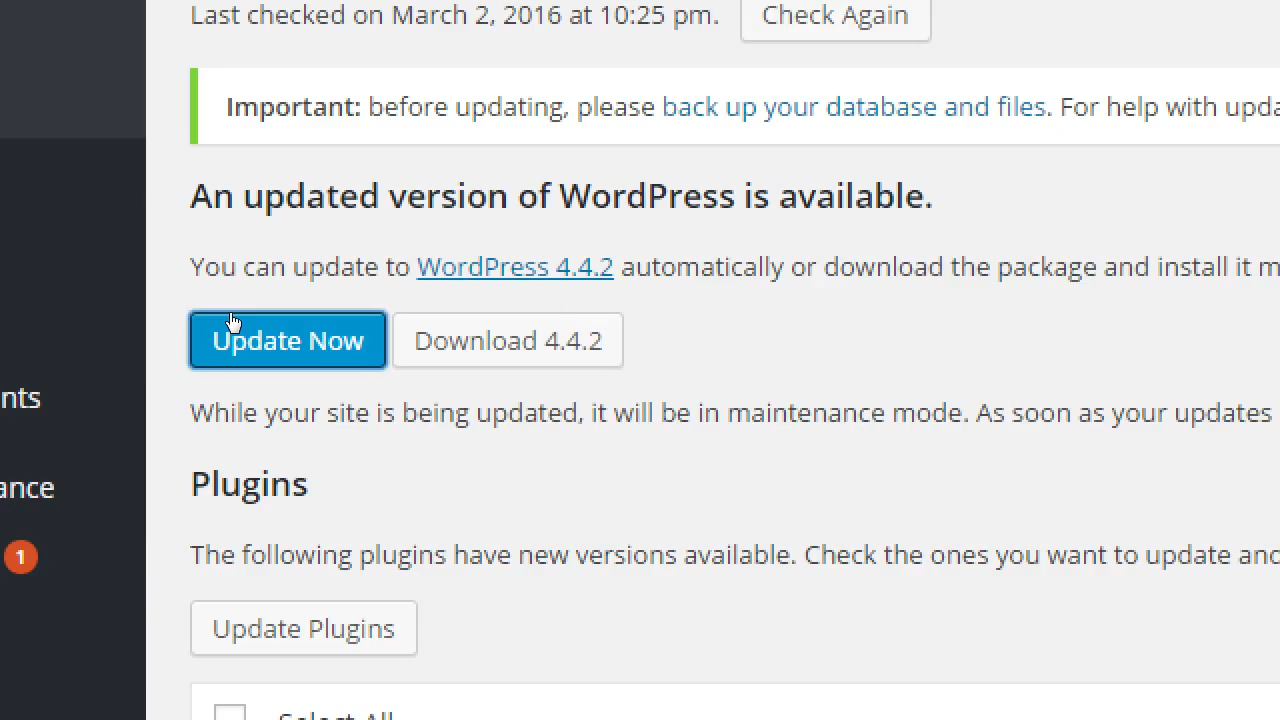 Last checked on March 2, 2016 at 10:25 pm. Check Again
Important: before updating, please back up your database and files. For help with upda
An updated version of WordPress is available.
You can update to WordPress 4.4.2 automatically or download the package and install it m
Update Now Download 4.4.2
nts
While your site is being updated, it will be in maintenance mode. As soon as your updates
Plugins
ance
1
The following plugins have new versions available. Check the ones you want to update and
Update Plugins
Select All